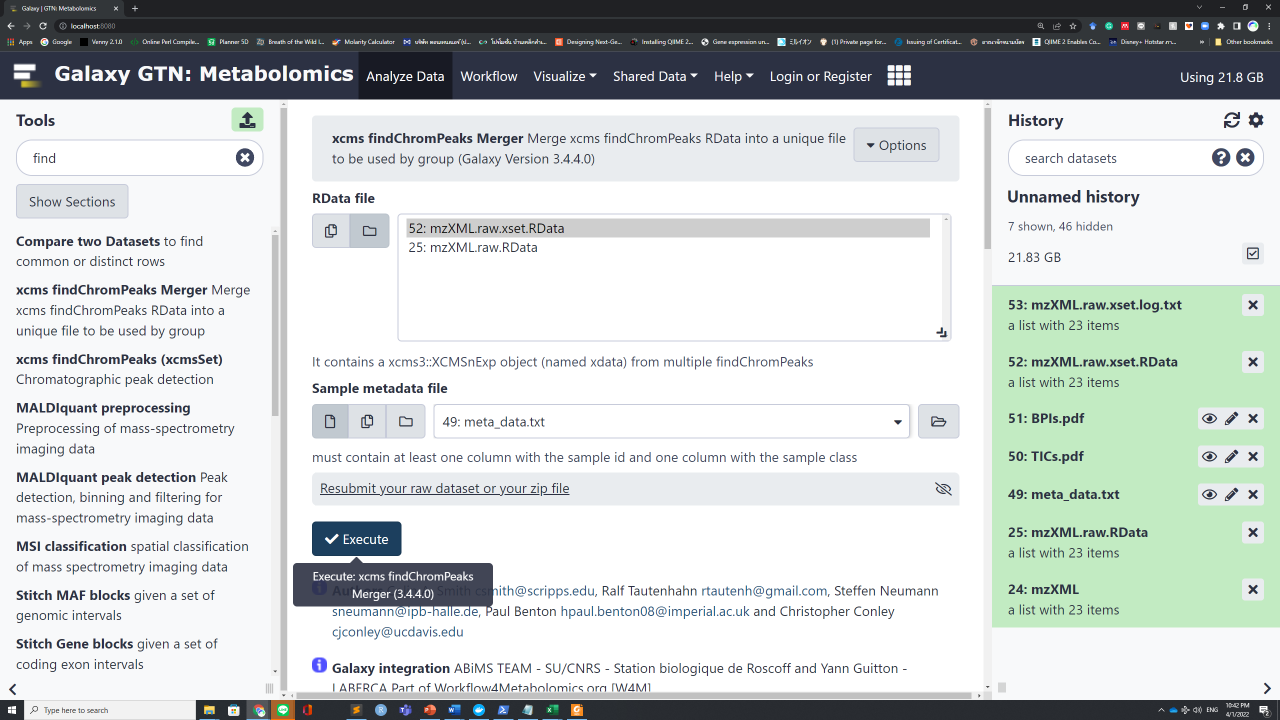 Galaxy | GTN: Metabolomics
localhost:8080
Apps
Google
Venny 2.1.0
Online Perl Compile...
Planner 5D
Breath of the Wild I...
Molarity Calculator
Designing Next-Ge...
Installing QIIME 2...
Gene expression un...
(1) Private page for...
Issuing of Certificat...
QIIME 2 Enables Co...
Disney+ Hotstar ภา...
Other bookmarks
Galaxy GTN: Metabolomics
Analyze Data
Workflow
Visualize
Shared Data
Help
Login or Register
Using 21.8 GB
Tools
find
Show Sections
Compare two Datasets to find
common or distinct rows
xcms findChromPeaks Merger Merge
xcms findChromPeaks RData into a
unique file to be used by group
xcms findChromPeaks (xcmsSet)
Chromatographic peak detection
MALDIquant preprocessing
Preprocessing of mass-spectrometry
imaging data
MALDIquant peak detection Peak
detection, binning and filtering for
mass-spectrometry imaging data
MSI classification spatial classification
of mass spectrometry imaging data
Stitch MAF blocks given a set of
genomic intervals
Stitch Gene blocks given a set of
coding exon intervals
xcms findChromPeaks Merger Merge xcms findChromPeaks RData into a unique file
to be used by group (Galaxy Version 3.4.4.0)
Options
RData file
52: mzXML.raw.xset.RData
25: mzXML.raw.RData
It contains a xcms3::XCMSnExp object (named xdata) from multiple findChromPeaks
Sample metadata file
49: meta_data.txt
must contain at least one column with the sample id and one column with the sample class
Resubmit your raw dataset or your zip file
Execute
Execute: xcms findChromPeaks
Merger (3.4.4.0)
csmith@scripps.edu, Ralf Tautenhahn rtautenh@gmail.com, Steffen Neumann
sneumann@ipb-halle.de, Paul Benton hpaul.benton08@imperial.ac.uk and Christopher Conley
cjconley@ucdavis.edu
Galaxy integration ABiMS TEAM - SU/CNRS - Station biologique de Roscoff and Yann Guitton -
LABERCA Part of Workflow4Metabolomics.org [W4M]
History
search datasets
Unnamed history
7 shown, 46 hidden
21.83 GB
53: mzXML.raw.xset.log.txt
a list with 23 items
52: mzXML.raw.xset.RData
a list with 23 items
51: BPIs.pdf
50: TICs.pdf
49: meta_data.txt
25: mzXML.raw.RData
a list with 23 items
24: mzXML
a list with 23 items
Type here to search
ENG
10:42 PM
4/1/2022